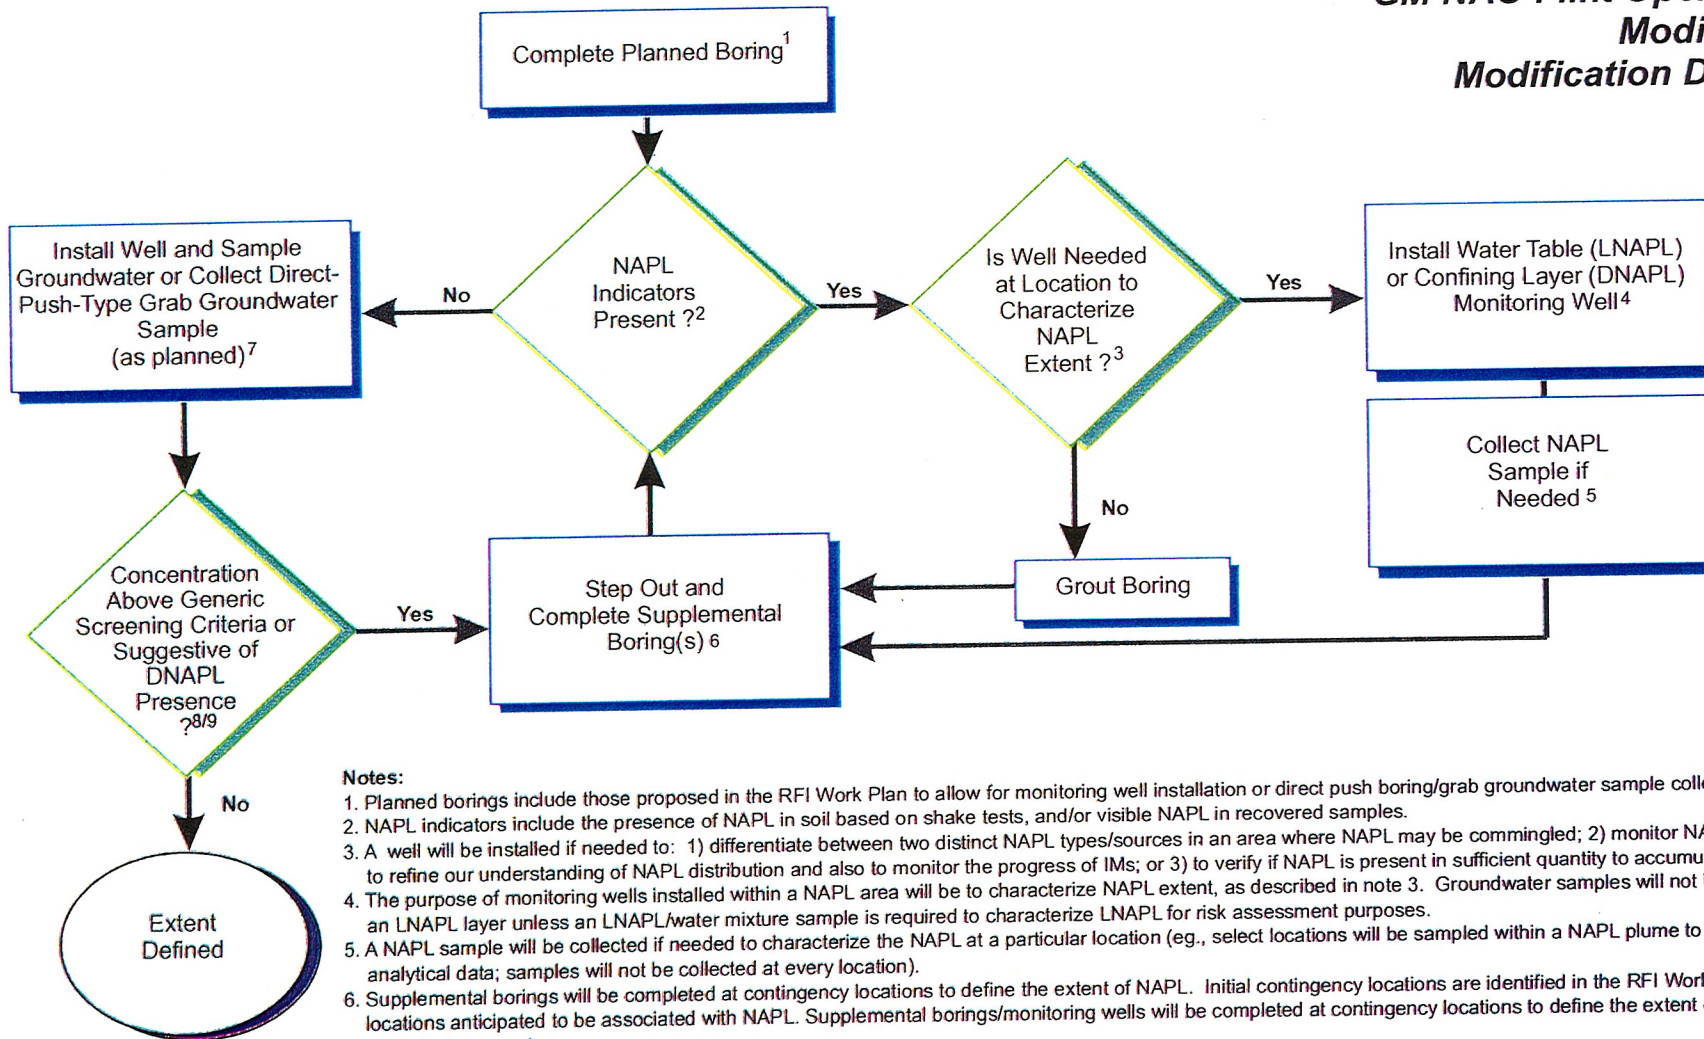 Modi
Modification D
Complete Planned Boring1
Install Well and Sample
Groundwater or Collect Direct-
Push-Type Grab Groundwater
Sample
(as planned)7
No
NAPL
Indicators
Present ?2
Yes
Is Well Needed
at Location to
Characterize
NAPL
Extent ?3
Yes
Install Water Table (LNAPL)
or Confining Layer (DNAPL)
Monitoring Well4
Collect NAPL
Sample if
Needed 5
No
Grout Boring
Step Out and
Complete Supplemental
Boring(s) 6
Concentration
Above Generic
Screening Criteria or
Suggestive of
DNAPL
Presence
?8/9
Yes
No
Extent
Defined
Notes:
1. Planned borings include those proposed in the RFI Work Plan to allow for monitoring well installation or direct push boring/grab groundwater sample colle
2. NAPL indicators include the presence of NAPL in soil based on shake tests, and/or visible NAPL in recovered samples.
3. A well will be installed if needed to: 1) differentiate between two distinct NAPL types/sources in an area where NAPL may be commingled; 2) monitor NA
to refine our understanding of NAPL distribution and also to monitor the progress of IMs; or 3) to verify if NAPL is present in sufficient quantity to accumu
4. The purpose of monitoring wells installed within a NAPL area will be to characterize NAPL extent, as described in note 3. Groundwater samples will not
an LNAPL layer unless an LNAPL/water mixture sample is required to characterize LNAPL for risk assessment purposes.
5. A NAPL sample will be collected if needed to characterize the NAPL at a particular location (eg., select locations will be sampled within a NAPL plume to
analytical data; samples will not be collected at every location).
6. Supplemental borings will be completed at contingency locations to define the extent of NAPL. Initial contingency locations are identified in the RFI Work
locations anticipated to be associated with NAPL. Supplemental borings/monitoring wells will be completed at contingency locations to define the extent